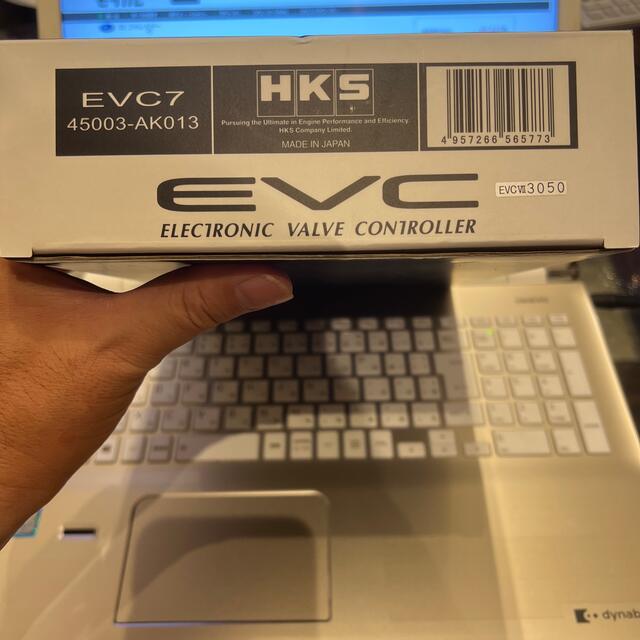 EVC7
45003-AK013
HKS
Pursuing the Ultimate in Engine Performance and Efficiency.
HKS Company Limited.
MADE IN JAPAN
4 957266 565773
EVC
EVCⅦ3050
ELECTRONIC VALVE CONTROLLER
dynab